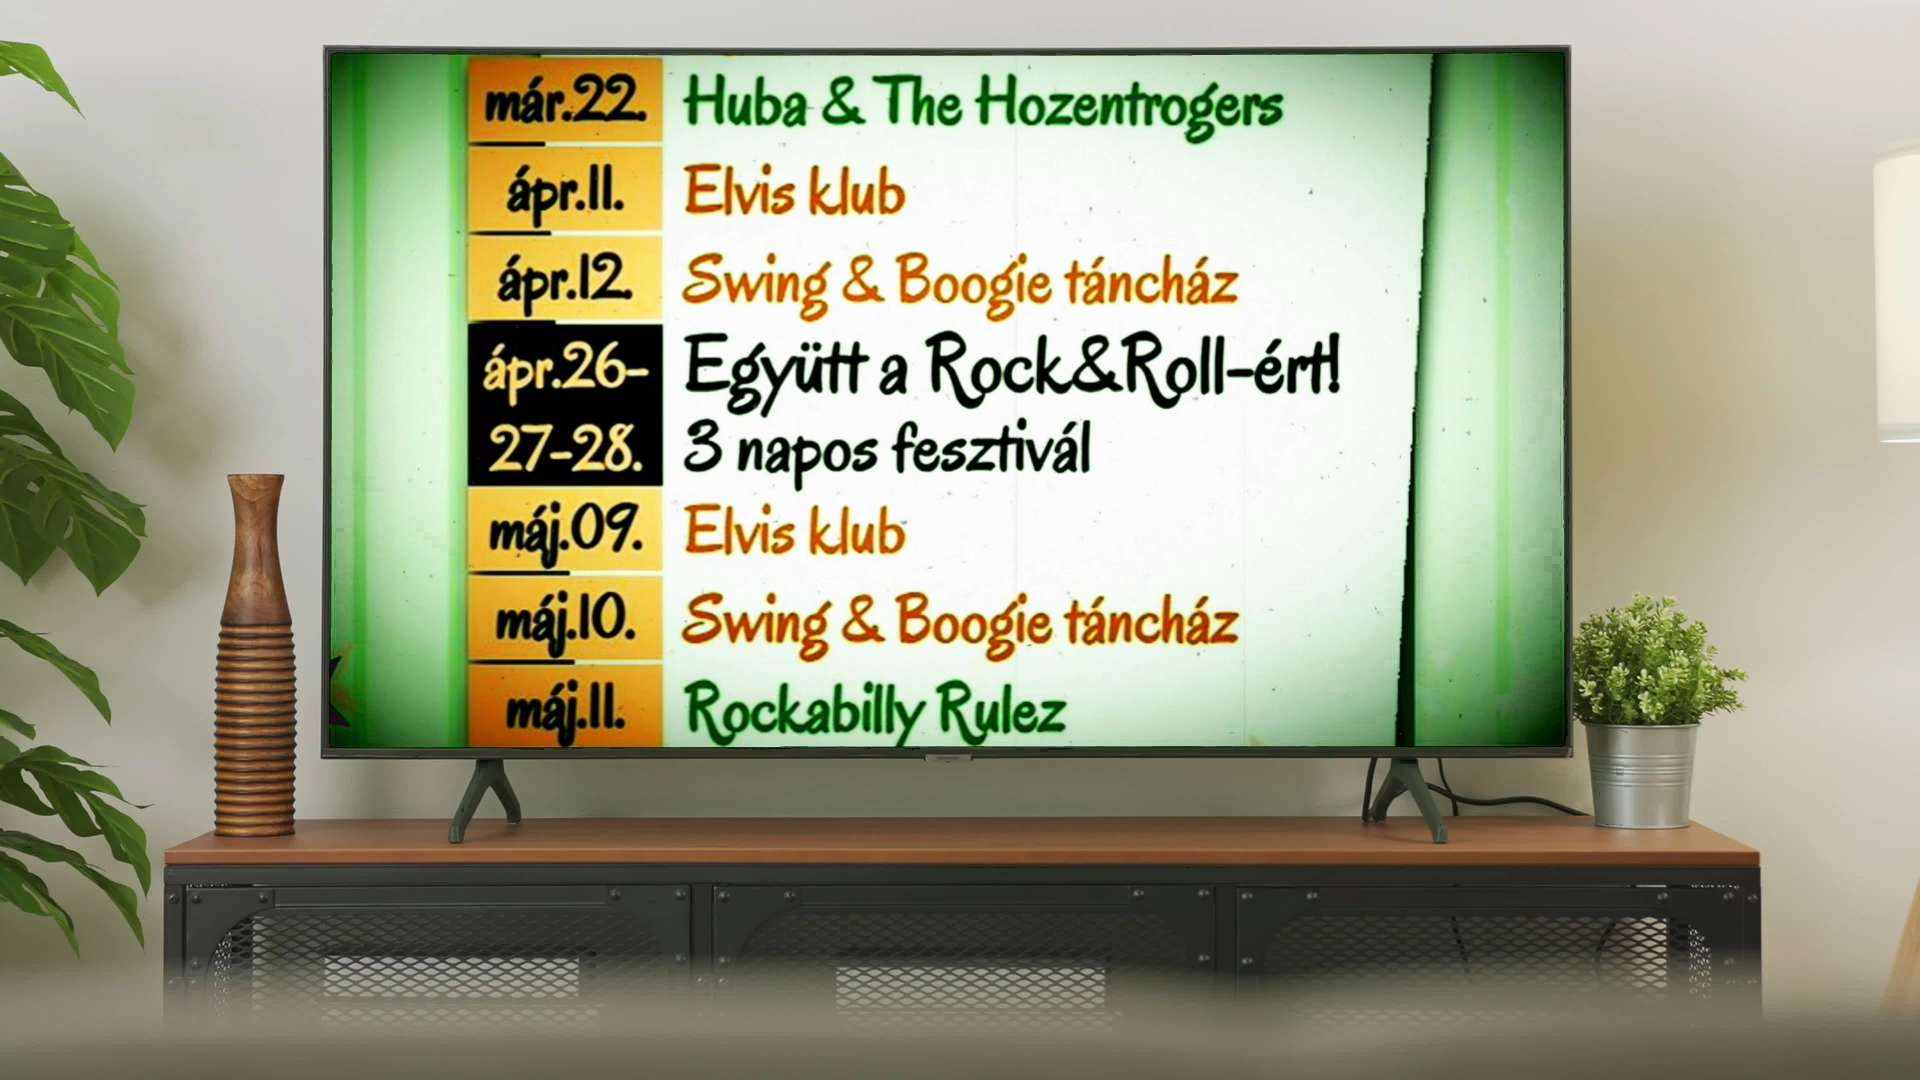 már.22. Huba & The Hozentrogers
ápr.11. Elvis klub
ápr.12. Swing & Boogie táncház
ápr.26- Együtt a Rock&Roll-ért!
27-28. 3 napos fesztivál
máj.09. Elvis klub
máj.10. Swing & Boogie táncház
máj.11. Rockabilly Rulez